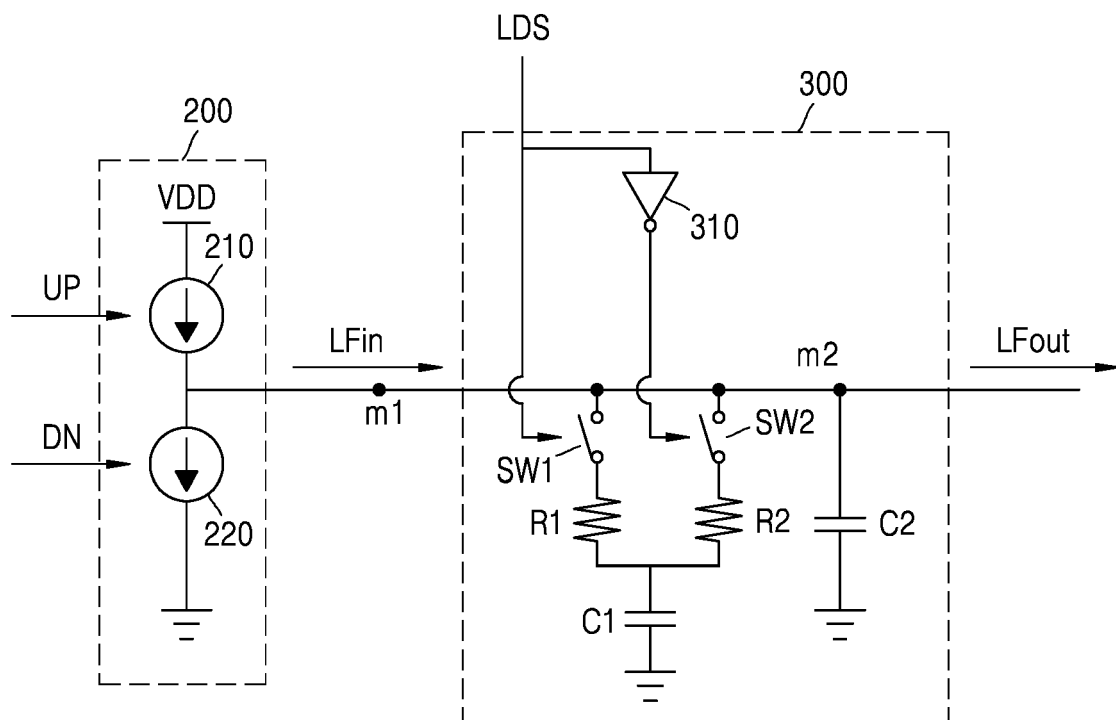 LDS
200
300
VDD
310
210
UP
LFin
m2
LFout
m1
DN
SW1
SW2
220
R1
R2
C2
C1